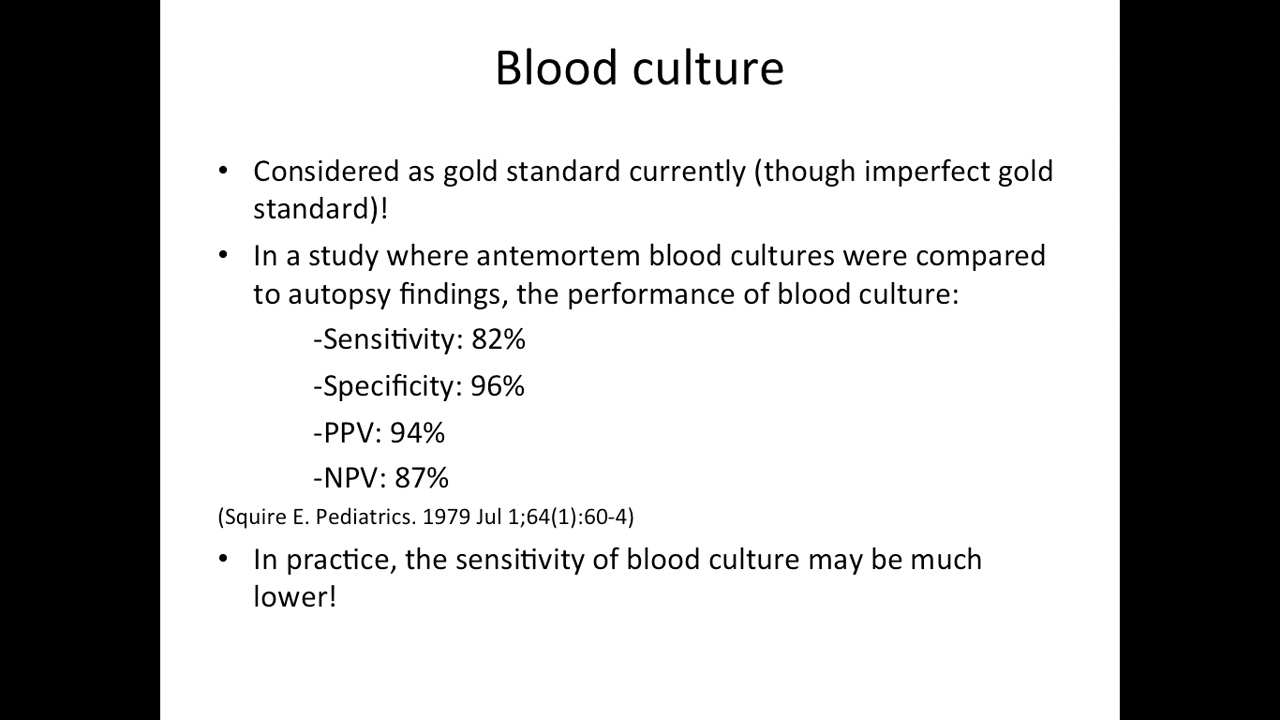 Blood culture
• Considered as gold standard currently (though imperfect gold
standard)!
• In a study where antemortem blood cultures were compared
to autopsy findings, the performance of blood culture:
-Sensitivity: 82%
-Specificity: 96%
-PPV: 94%
-NPV: 87%
(Squire E. Pediatrics. 1979 Jul 1;64(1):60-4)
• In practice, the sensitivity of blood culture may be much
lower!